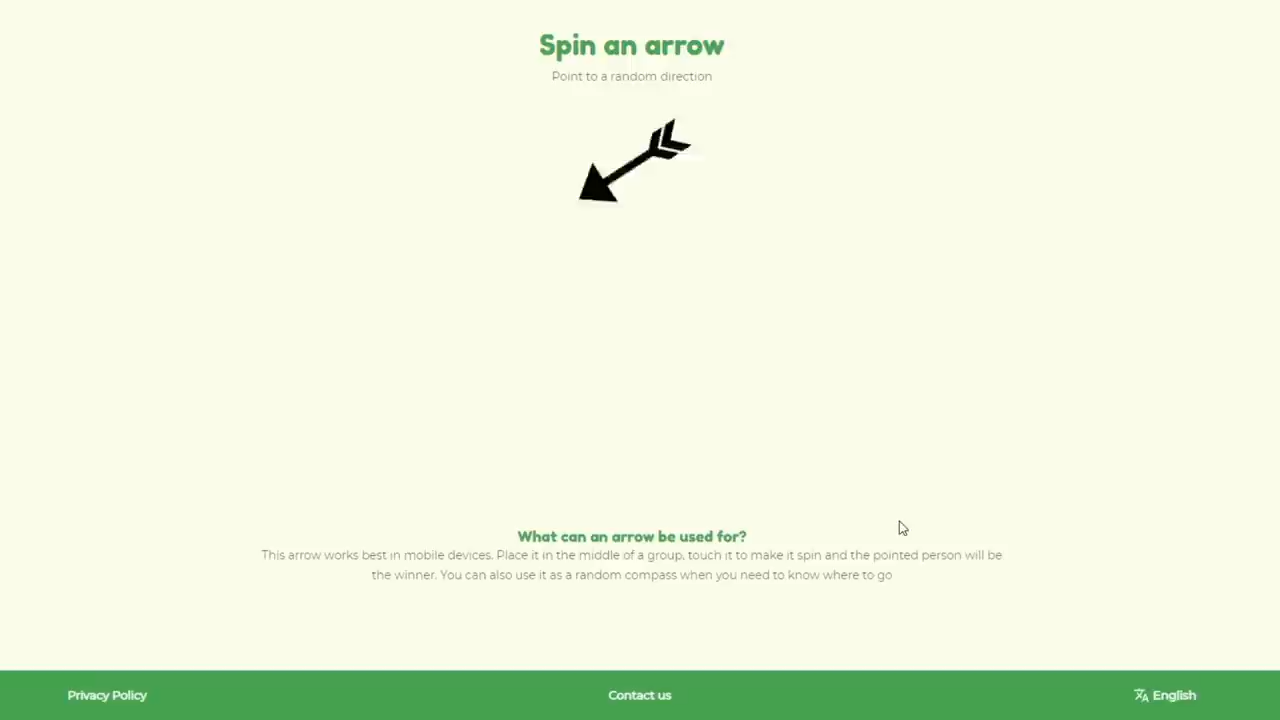 Spin an arrow
Point to a random direction
What can an arrow be used for?
This arrow works best in mobile devices. Place it in the middle of a group, touch it to make it spin and the pointed person will be
the winner. You can also use it as a random compass when you need to know where to go
Privacy Policy
Contact us
English